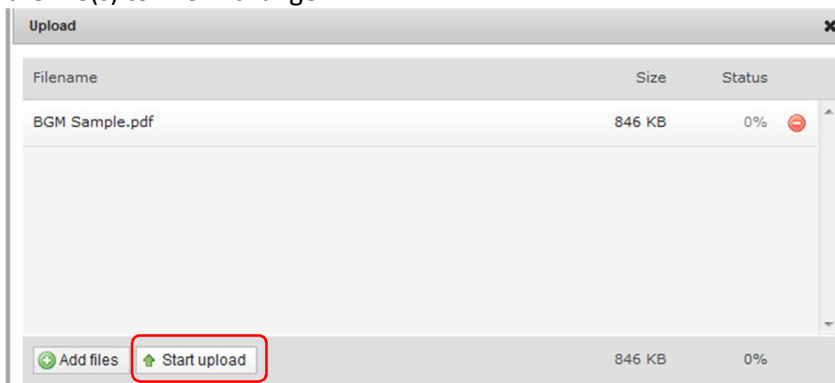 Upload
Filename Size Status
BGM Sample.pdf 846 KB 0%
Add files Start upload 846 KB 0%